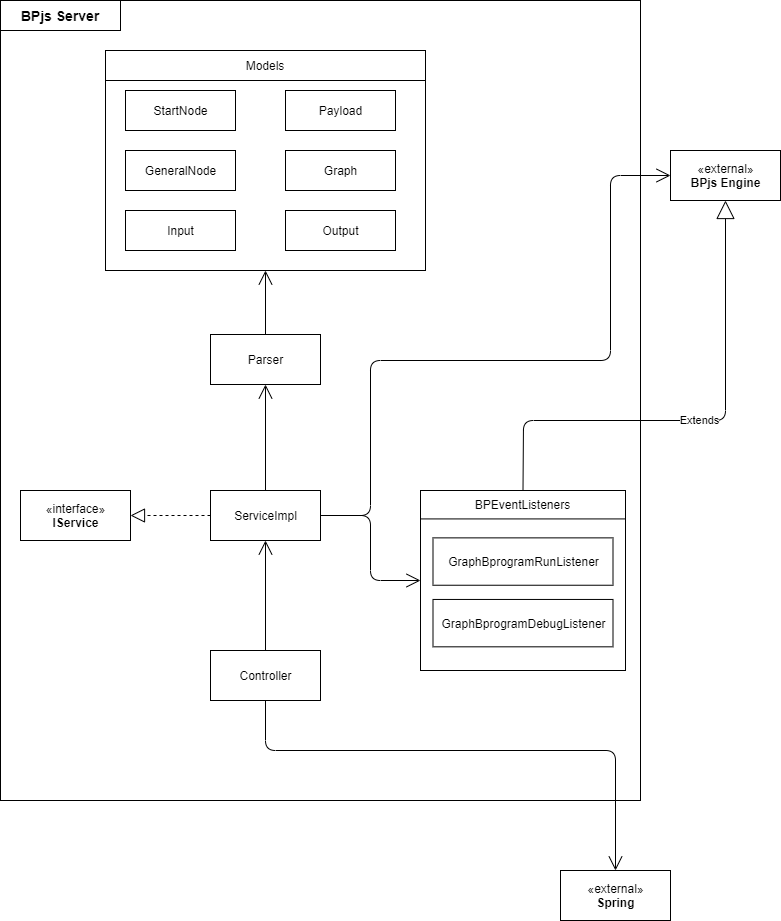 BPjs Server
Models
StartNode
Payload
GeneralNode
Graph
Input
Output
«external»
BPjs Engine
Parser
Extends
«interface»
IService
ServiceImpl
BPEventListeners
GraphBprogramRunListener
GraphBprogramDebugListener
Controller
«external»
Spring